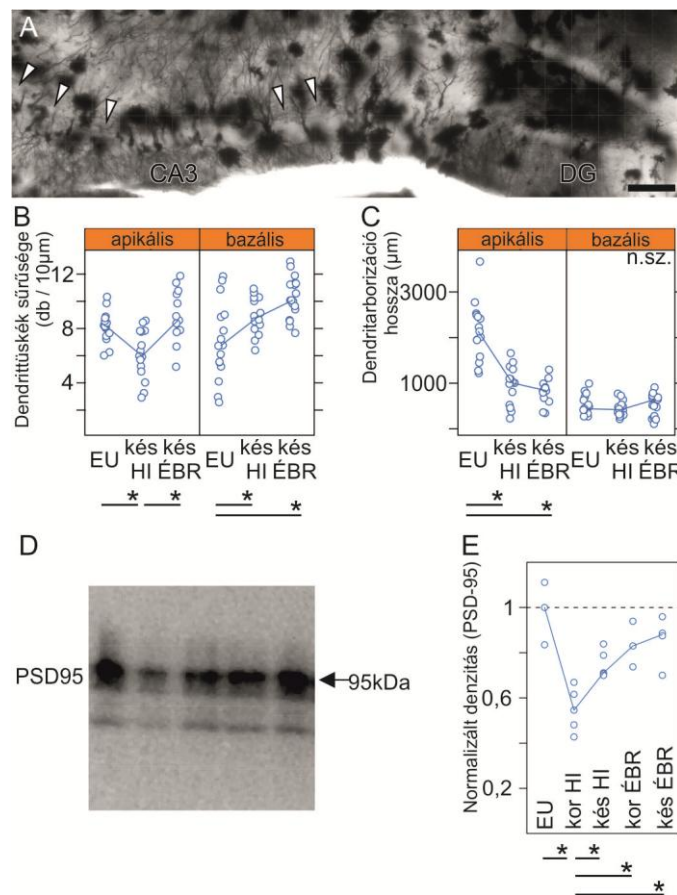 A
CA3
DG
B
apikális
bazális
Dendrittüskék sűrűsége
(db / 10µm)
12
8
4
EU
kés
HI
kés
ÉBR
EU
kés
HI
kés
ÉBR
*
*
*
*
C
apikális
bazális
n.sz.
Dendritarborizáció
hossza (µm)
3000
1000
EU
kés
HI
kés
ÉBR
EU
kés
HI
kés
ÉBR
*
*
D
PSD95
95kDa
E
Normalizált denzitás (PSD-95)
1
0,6
0,2
EU
kor HI
kés HI
kor ÉBR
kés ÉBR
*
*
*
*